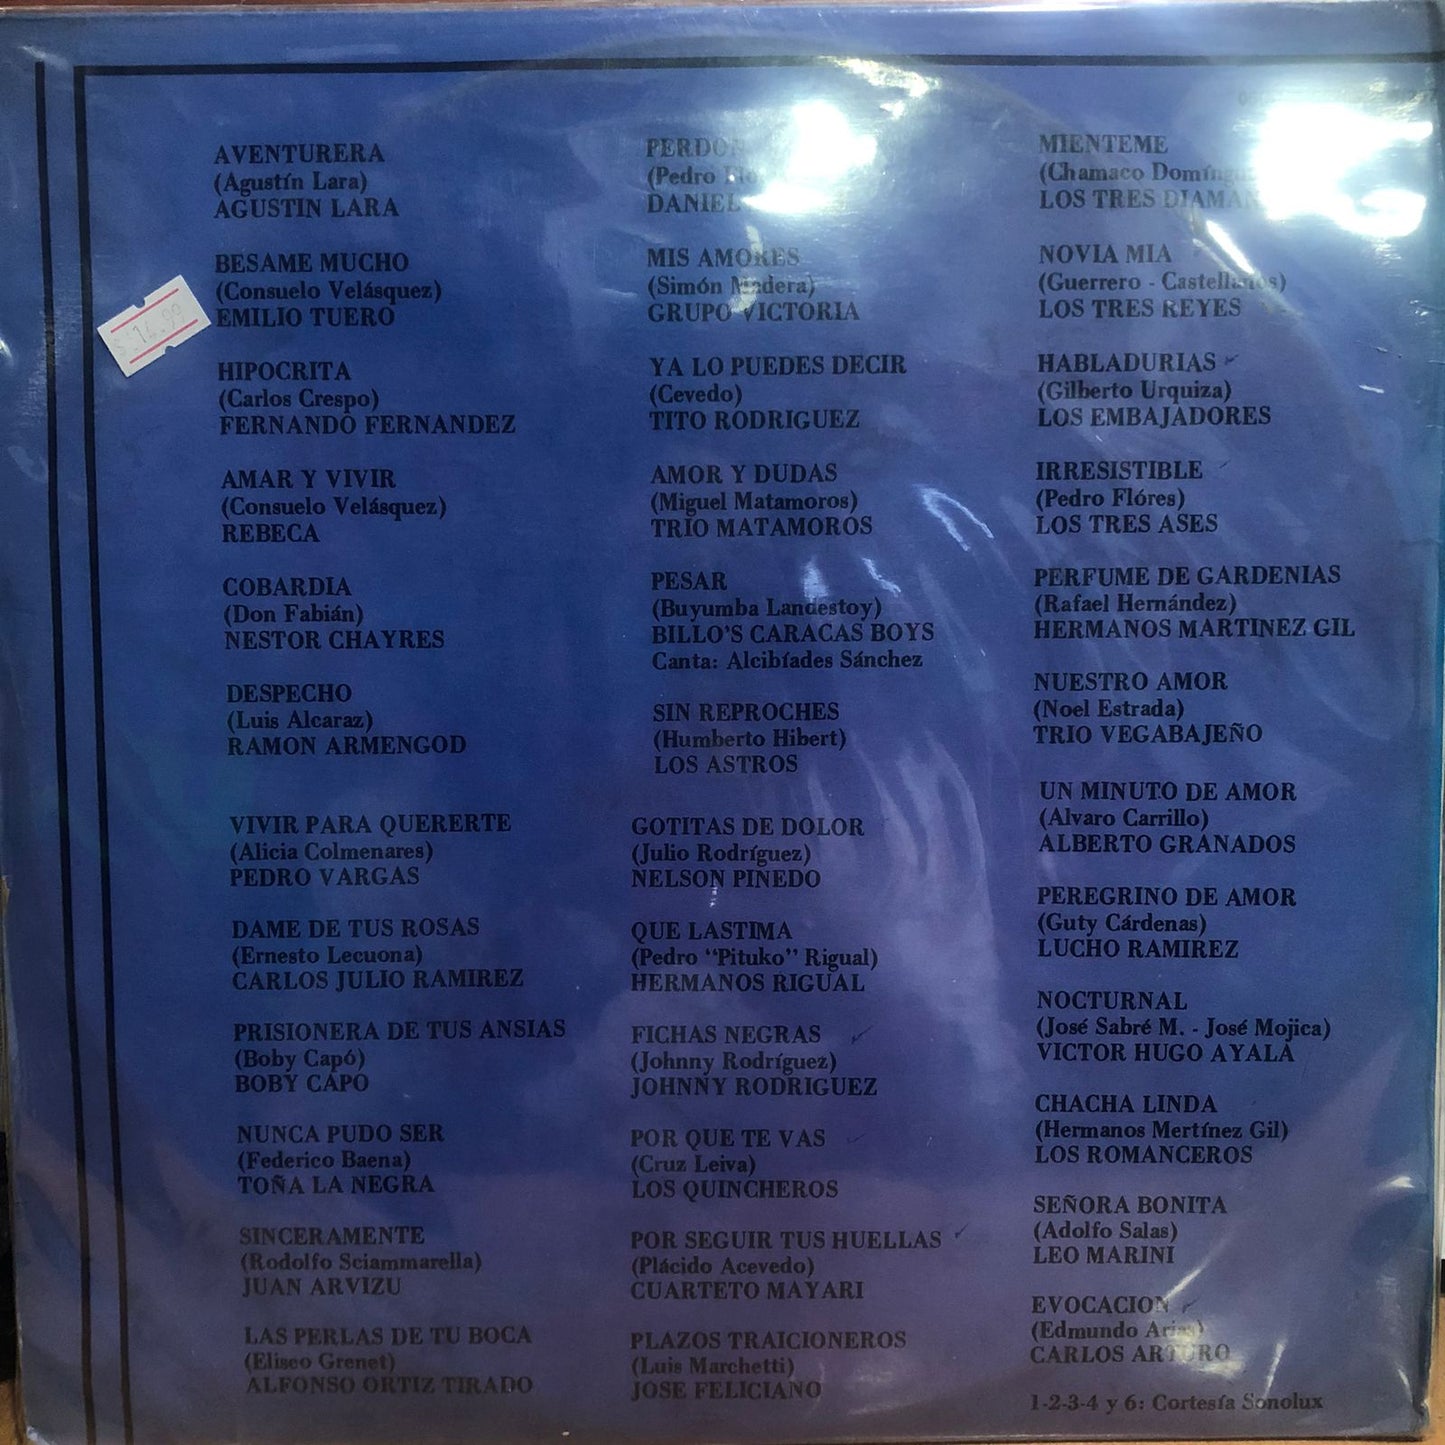 $14.99
AVENTURERA
(Agustín Lara)
AGUSTIN LARA
BESAME MUCHO
(Consuelo Velásquez)
EMILIO TUERO
HIPOCRITA
(Carlos Crespo)
FERNANDO FERNANDEZ
AMAR Y VIVIR
(Consuelo Velásquez)
REBECA
COBARDIA
(Don Fabián)
NESTOR CHAYRES
DESPECHO
(Luis Alcaraz)
RAMON ARMENGOD
VIVIR PARA QUERERTE
(Alicia Colmenares)
PEDRO VARGAS
DAME DE TUS ROSAS
(Ernesto Lecuona)
CARLOS JULIO RAMIREZ
PRISIONERA DE TUS ANSIAS
(Boby Capó)
BOBY CAPO
NUNCA PUDO SER
(Federico Baena)
TOÑA LA NEGRA
SINCERAMENTE
(Rodolfo Sciammarella)
JUAN ARVIZU
LAS PERLAS DE TU BOCA
(Eliseo Grenet)
ALFONSO ORTIZ TIRADO
PERDON
(Pedro
DANIEL
MIS AMORES
(Simón Madera)
GRUPO VICTORIA
YA LO PUEDES DECIR
(Cevedo)
TITO RODRIGUEZ
AMOR Y DUDAS
(Miguel Matamoros)
TRIO MATAMOROS
PESAR
(Buyumba Landestoy)
BILLO'S CARACAS BOYS
Canta: Alcibíades Sánchez
SIN REPROCHES
(Humberto Hibert)
LOS ASTROS
GOTITAS DE DOLOR
(Julio Rodríguez)
NELSON PINEDO
QUE LASTIMA
(Pedro "Pituko" Rigual)
HERMANOS RIGUAL
FICHAS NEGRAS
(Johnny Rodríguez)
JOHNNY RODRIGUEZ
POR QUE TE VAS
(Cruz Leiva)
LOS QUINCHEROS
POR SEGUIR TUS HUELLAS
(Plácido Acevedo)
CUARTETO MAYARI
PLAZOS TRAICIONEROS
(Luis Marchetti)
JOSE FELICIANO
MIENTEME
(Chamaco
LOS TRES
NOVIA MIA
(Guerrero - Castellanos)
LOS TRES REYES
HABLADURIAS
(Gilberto Urquiza)
LOS EMBAJADORES
IRRESISTIBLE
(Pedro Flóres)
LOS TRES ASES
PERFUME DE GARDENIAS
(Rafael Hernández)
HERMANOS MARTINEZ GIL
NUESTRO AMOR
(Noel Estrada)
TRIO VEGABAJEÑO
UN MINUTO DE AMOR
(Alvaro Carrillo)
ALBERTO GRANADOS
PEREGRINO DE AMOR
(Guty Cárdenas)
LUCHO RAMIREZ
NOCTURNAL
(José Sabré M. - José Mojica)
VICTOR HUGO AYALA
CHACHA LINDA
(Hermanos Mertínez Gil)
LOS ROMANCEROS
SEÑORA BONITA
(Adolfo Salas)
LEO MARINI
EVOCACION
(Edmundo Arias)
CARLOS ARTURO
1-2-3-4 y 6: Cortesía Sonolux